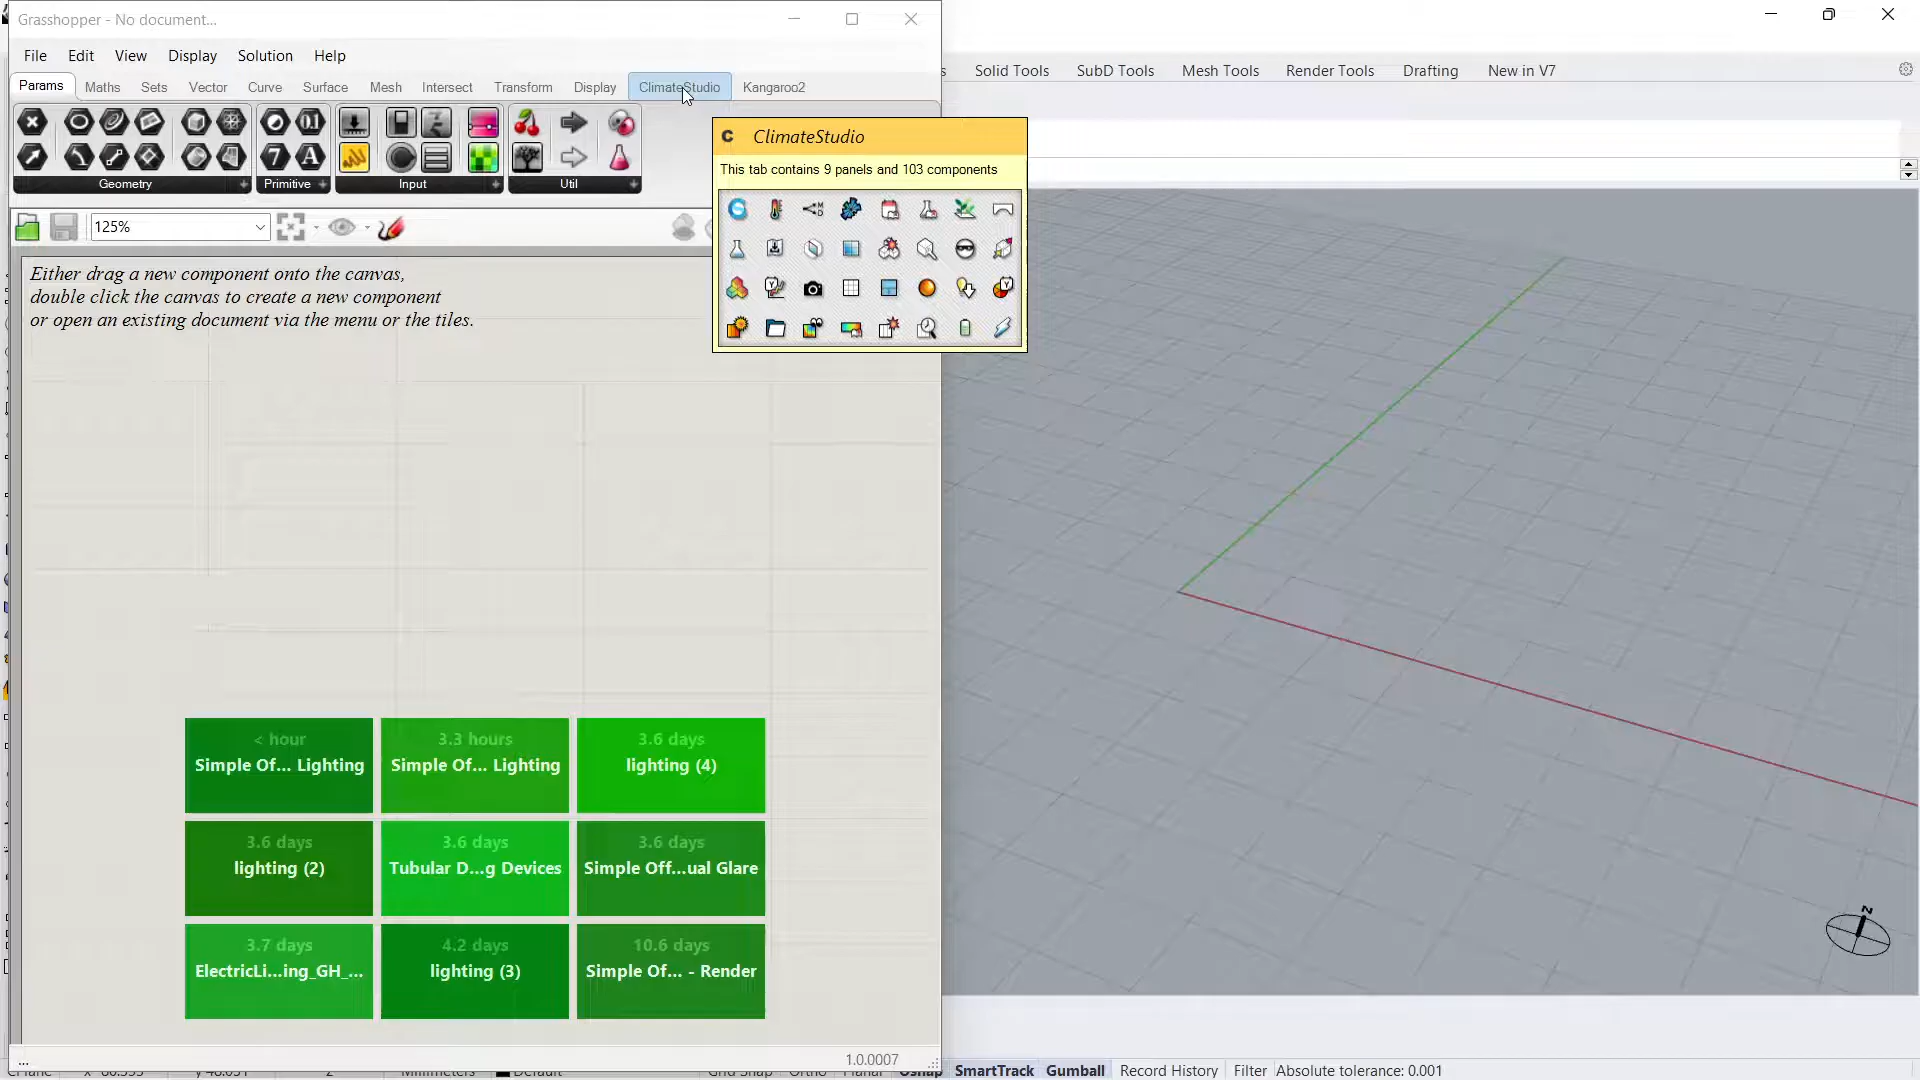 Grasshopper - No document...
File Edit View Display Solution Help
Params Maths Sets Vector Curve Surface Mesh Intersect Transform Display ClimateStudio Kangaroo2
Solid Tools SubD Tools Mesh Tools Render Tools Drafting New in V7
Geometry Primitive Input Util
125%
C ClimateStudio
This tab contains 9 panels and 103 components
Either drag a new component onto the canvas,
double click the canvas to create a new component
or open an existing document via the menu or the tiles.
< hour
Simple Of... Lighting
3.3 hours
Simple Of... Lighting
3.6 days
lighting (4)
3.6 days
lighting (2)
3.6 days
Tubular D...g Devices
3.6 days
Simple Off...ual Glare
3.7 days
ElectricLi...ing_GH_...
4.2 days
lighting (3)
10.6 days
Simple Of... - Render
N
...
1.0.0007
SmartTrack Gumball Record History Filter Absolute tolerance: 0.001